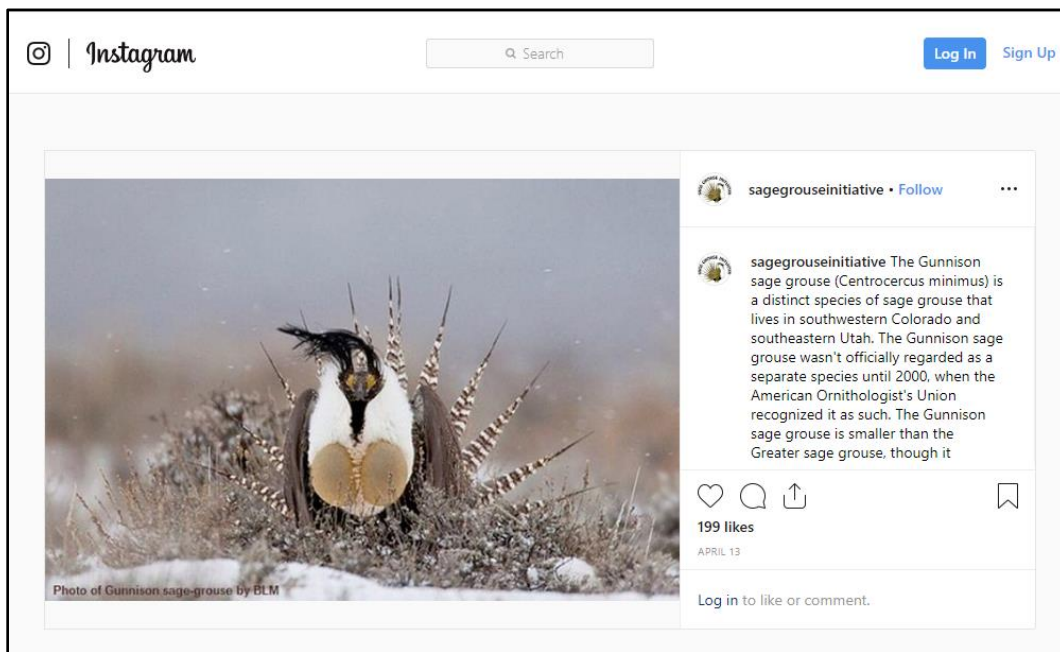 Instagram
Search
Log In
Sign Up
sagegrouseinitiative • Follow
sagegrouseinitiative The Gunnison
sage grouse (Centrocercus minimus) is
a distinct species of sage grouse that
lives in southwestern Colorado and
southeastern Utah. The Gunnison sage
grouse wasn't officially regarded as a
separate species until 2000, when the
American Ornithologist's Union
recognized it as such. The Gunnison
sage grouse is smaller than the
Greater sage grouse, though it
199 likes
APRIL 13
Log in to like or comment.
Photo of Gunnison sage-grouse by BLM